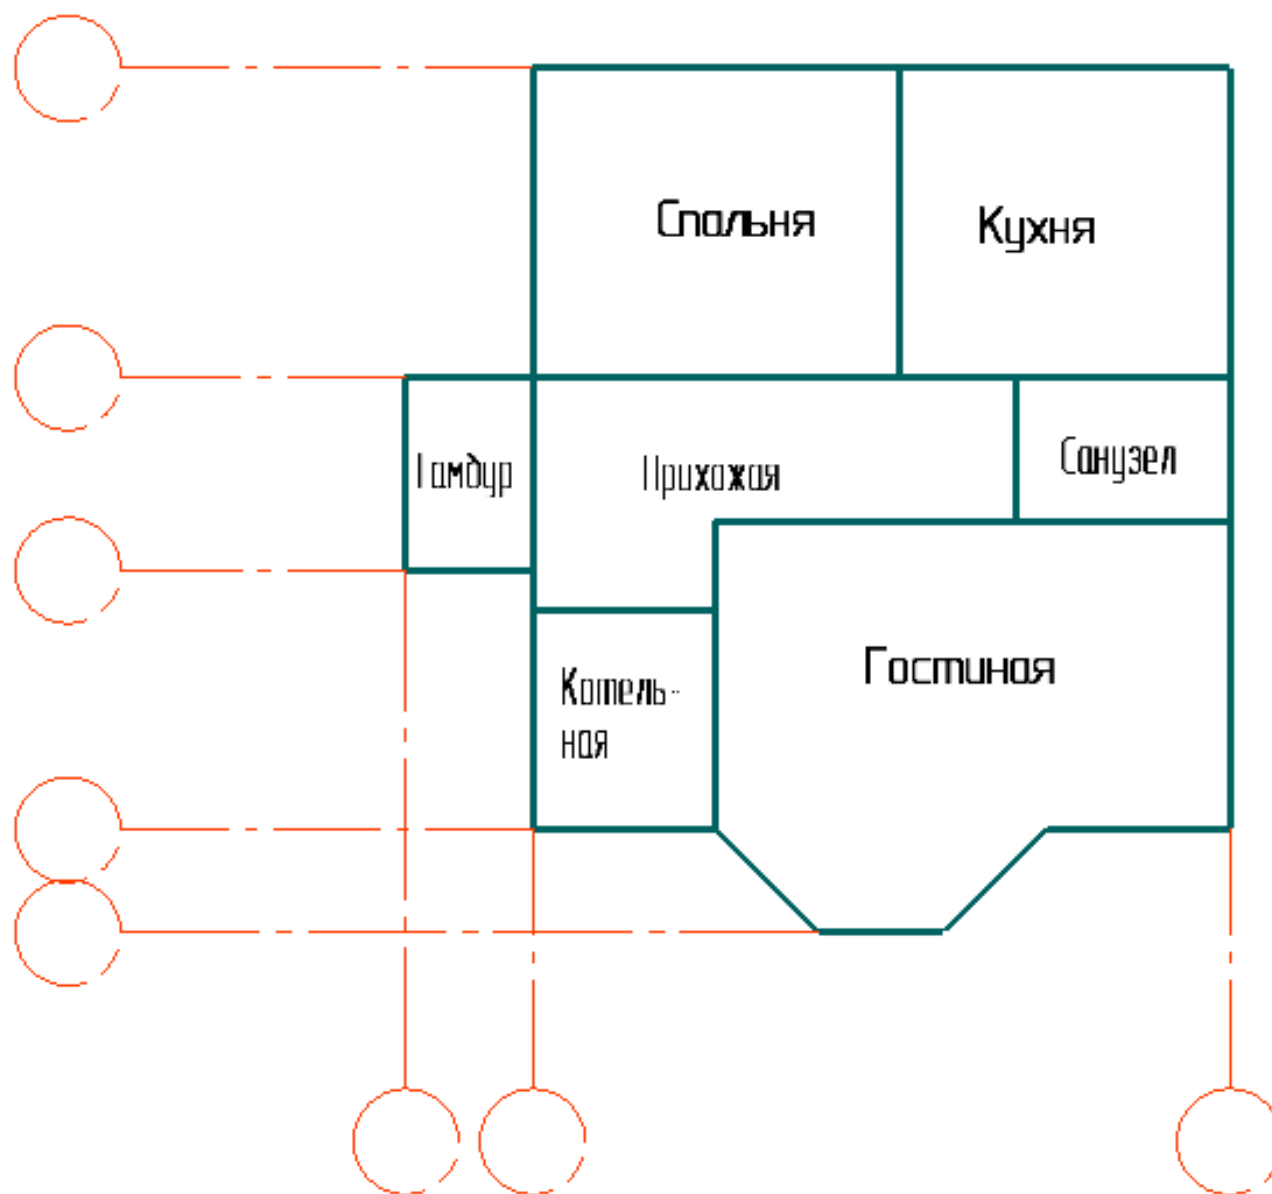 Спальня
Кухня
Тамбур
Прихожая
Санузел
Гостиная
Котель-
ная